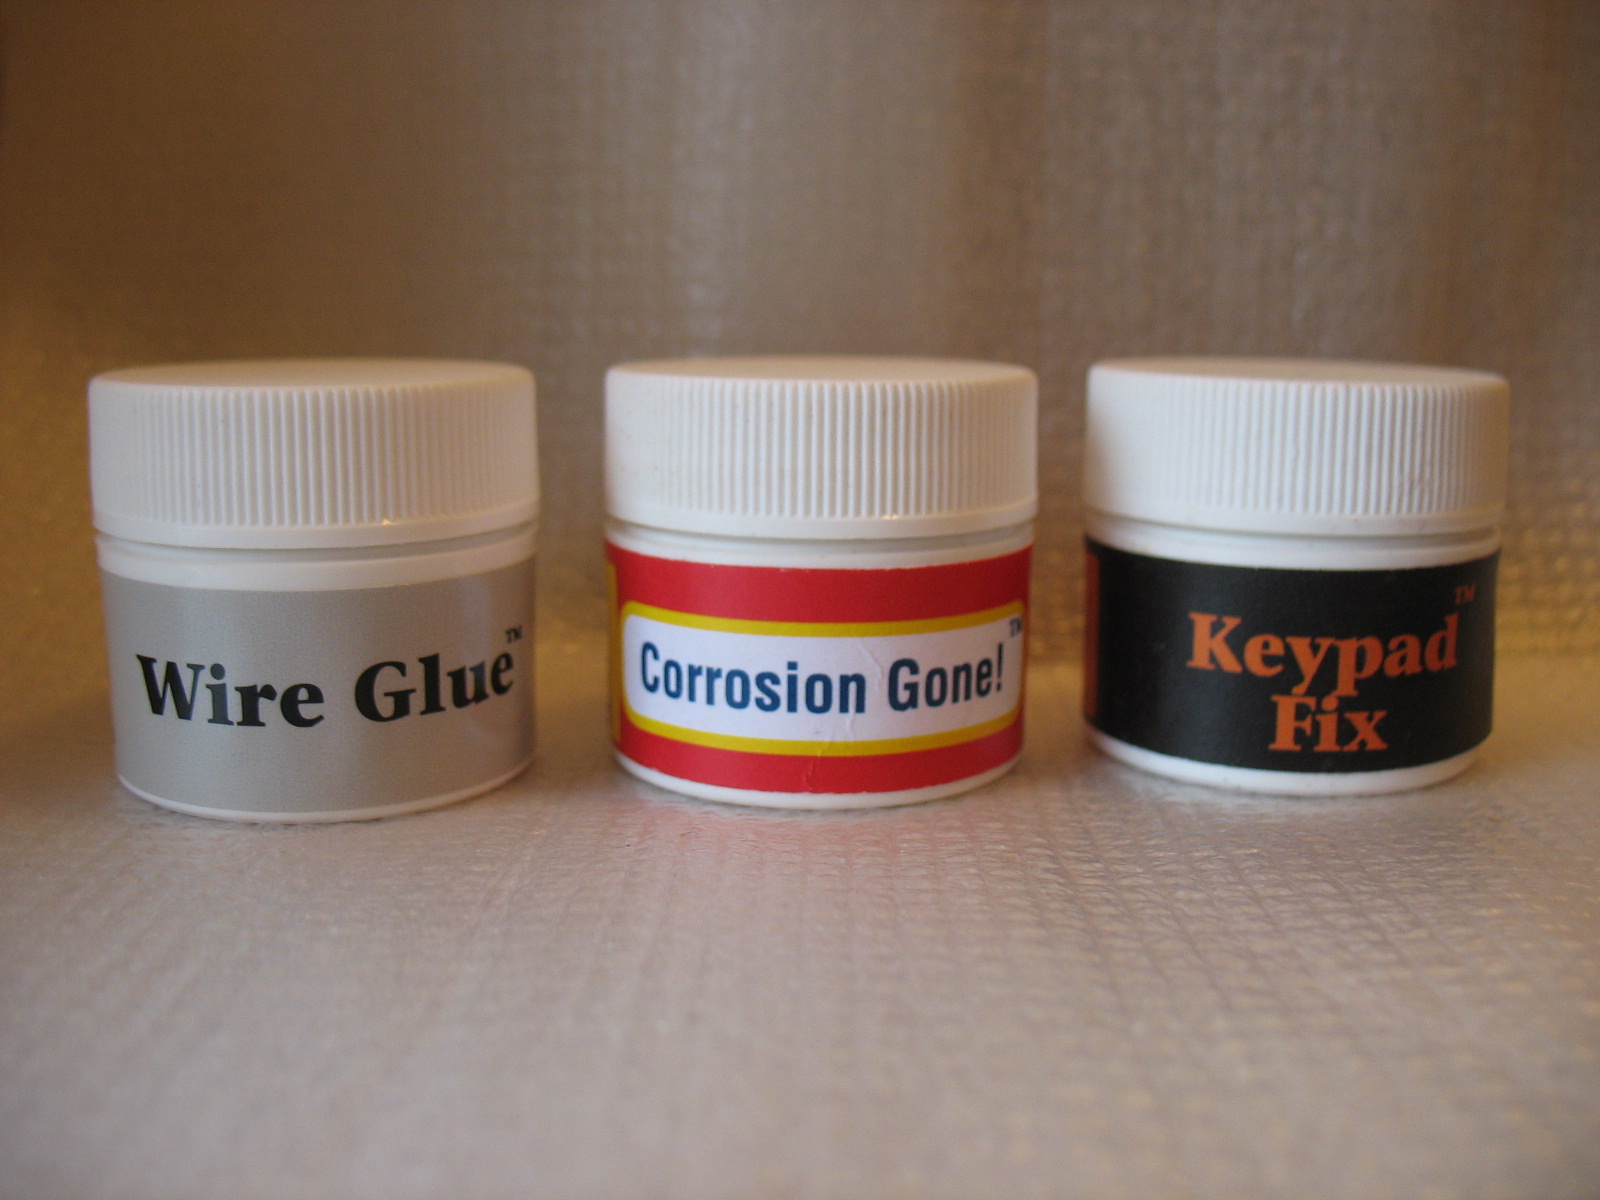 Wire Glue™
Corrosion Gone!™
Keypad™
Fix